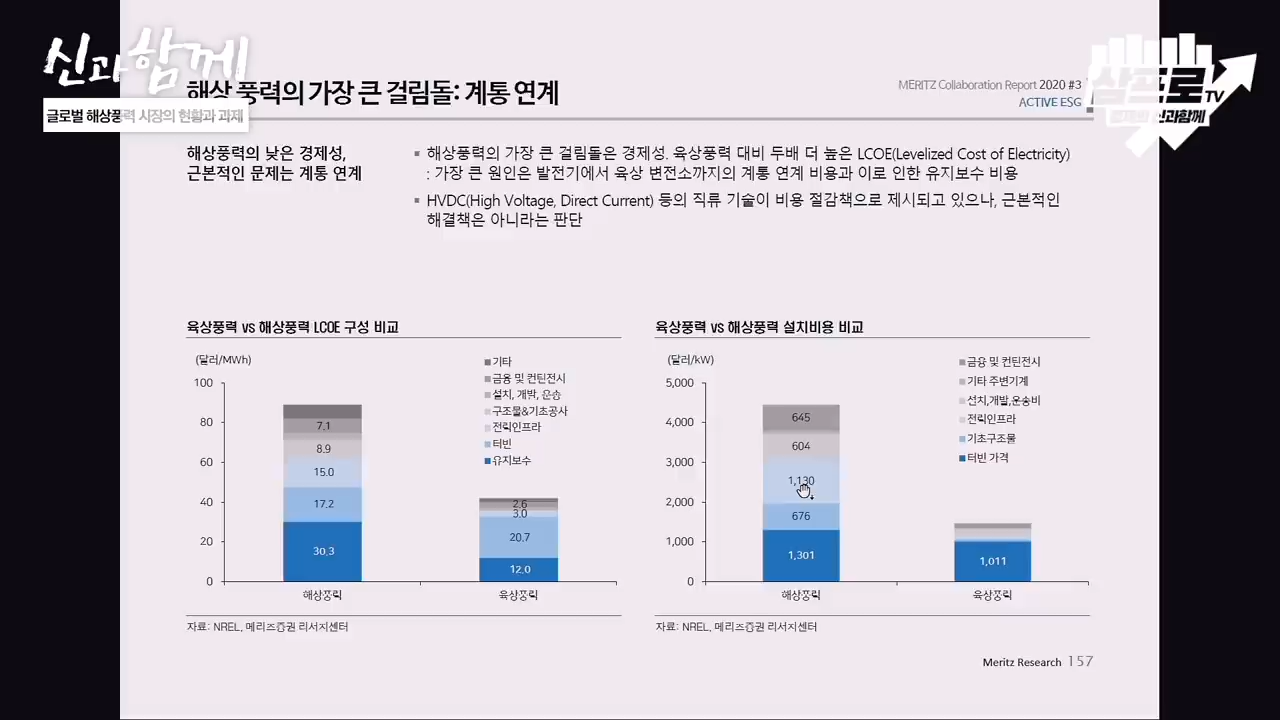 신과함께
글로벌 해상풍력 시장의 현황과 과제
삼프로TV
경제의 신과함께
해상 풍력의 가장 큰 걸림돌: 계통 연계
MERITZ Collaboration Report 2020 #3
ACTIVE ESG
해상풍력의 낮은 경제성,
근본적인 문제는 계통 연계
▪ 해상풍력의 가장 큰 걸림돌은 경제성. 육상풍력 대비 두배 더 높은 LCOE(Levelized Cost of Electricity)
: 가장 큰 원인은 발전기에서 육상 변전소까지의 계통 연계 비용과 이로 인한 유지보수 비용
▪ HVDC(High Voltage, Direct Current) 등의 직류 기술이 비용 절감책으로 제시되고 있으나, 근본적인
해결책은 아니라는 판단
육상풍력 vs 해상풍력 LCOE 구성 비교
(달러/MWh)
100
80
60
40
20
0
7.1
8.9
15.0
17.2
30.3
2.6
3.0
20.7
12.0
해상풍력
육상풍력
기타
금융 및 컨틴전시
설치, 개발, 운송
구조물&기초공사
전력인프라
터빈
유지보수
자료: NREL, 메리츠증권 리서치센터
육상풍력 vs 해상풍력 설치비용 비교
(달러/kW)
5,000
4,000
3,000
2,000
1,000
0
645
604
1,130
676
1,301
1,011
해상풍력
육상풍력
금융 및 컨틴전시
기타 주변기계
설치,개발,운송비
전력인프라
기초구조물
터빈 가격
자료: NREL, 메리츠증권 리서치센터
Meritz Research 157